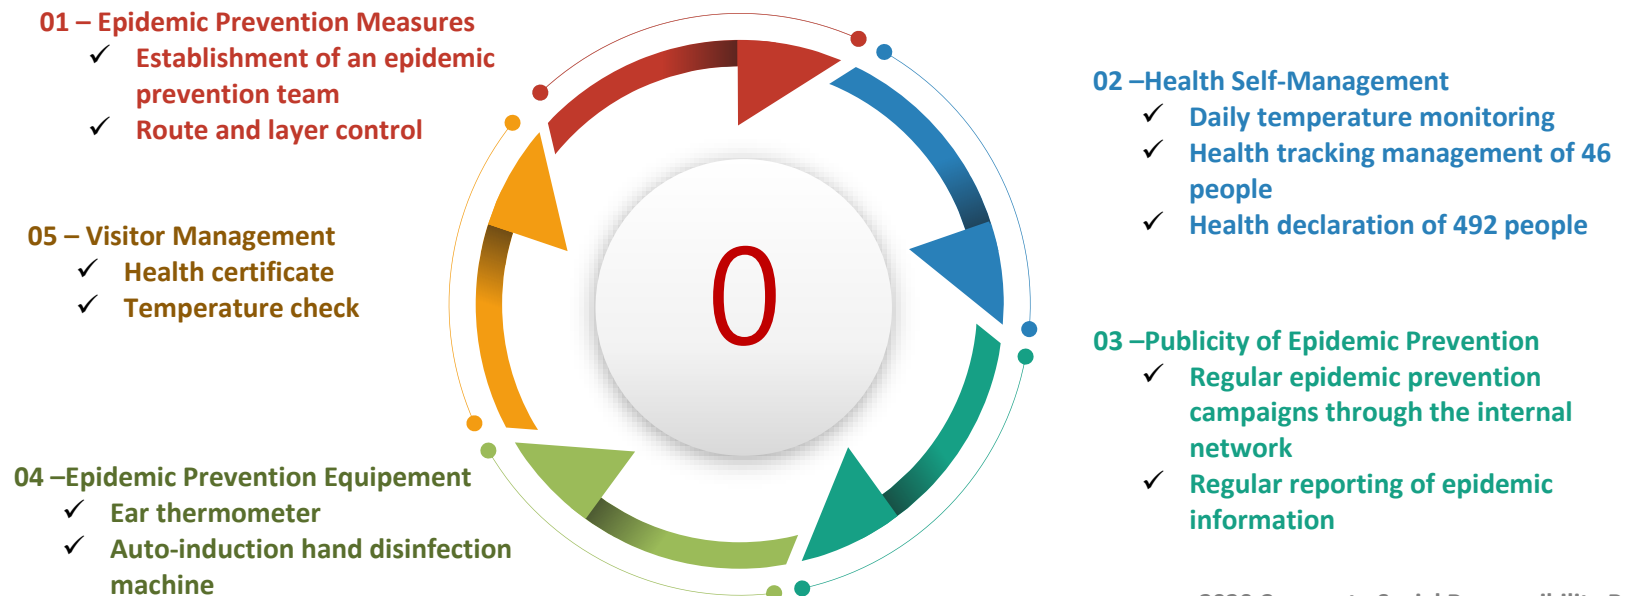 01 – Epidemic Prevention Measures
✓ Establishment of an epidemic
prevention team
✓ Route and layer control
02 –Health Self-Management
✓ Daily temperature monitoring
✓ Health tracking management of 46
people
✓ Health declaration of 492 people
03 –Publicity of Epidemic Prevention
✓ Regular epidemic prevention
campaigns through the internal
network
✓ Regular reporting of epidemic
information
04 –Epidemic Prevention Equipement
✓ Ear thermometer
✓ Auto-induction hand disinfection
machine
05 – Visitor Management
✓ Health certificate
✓ Temperature check
0